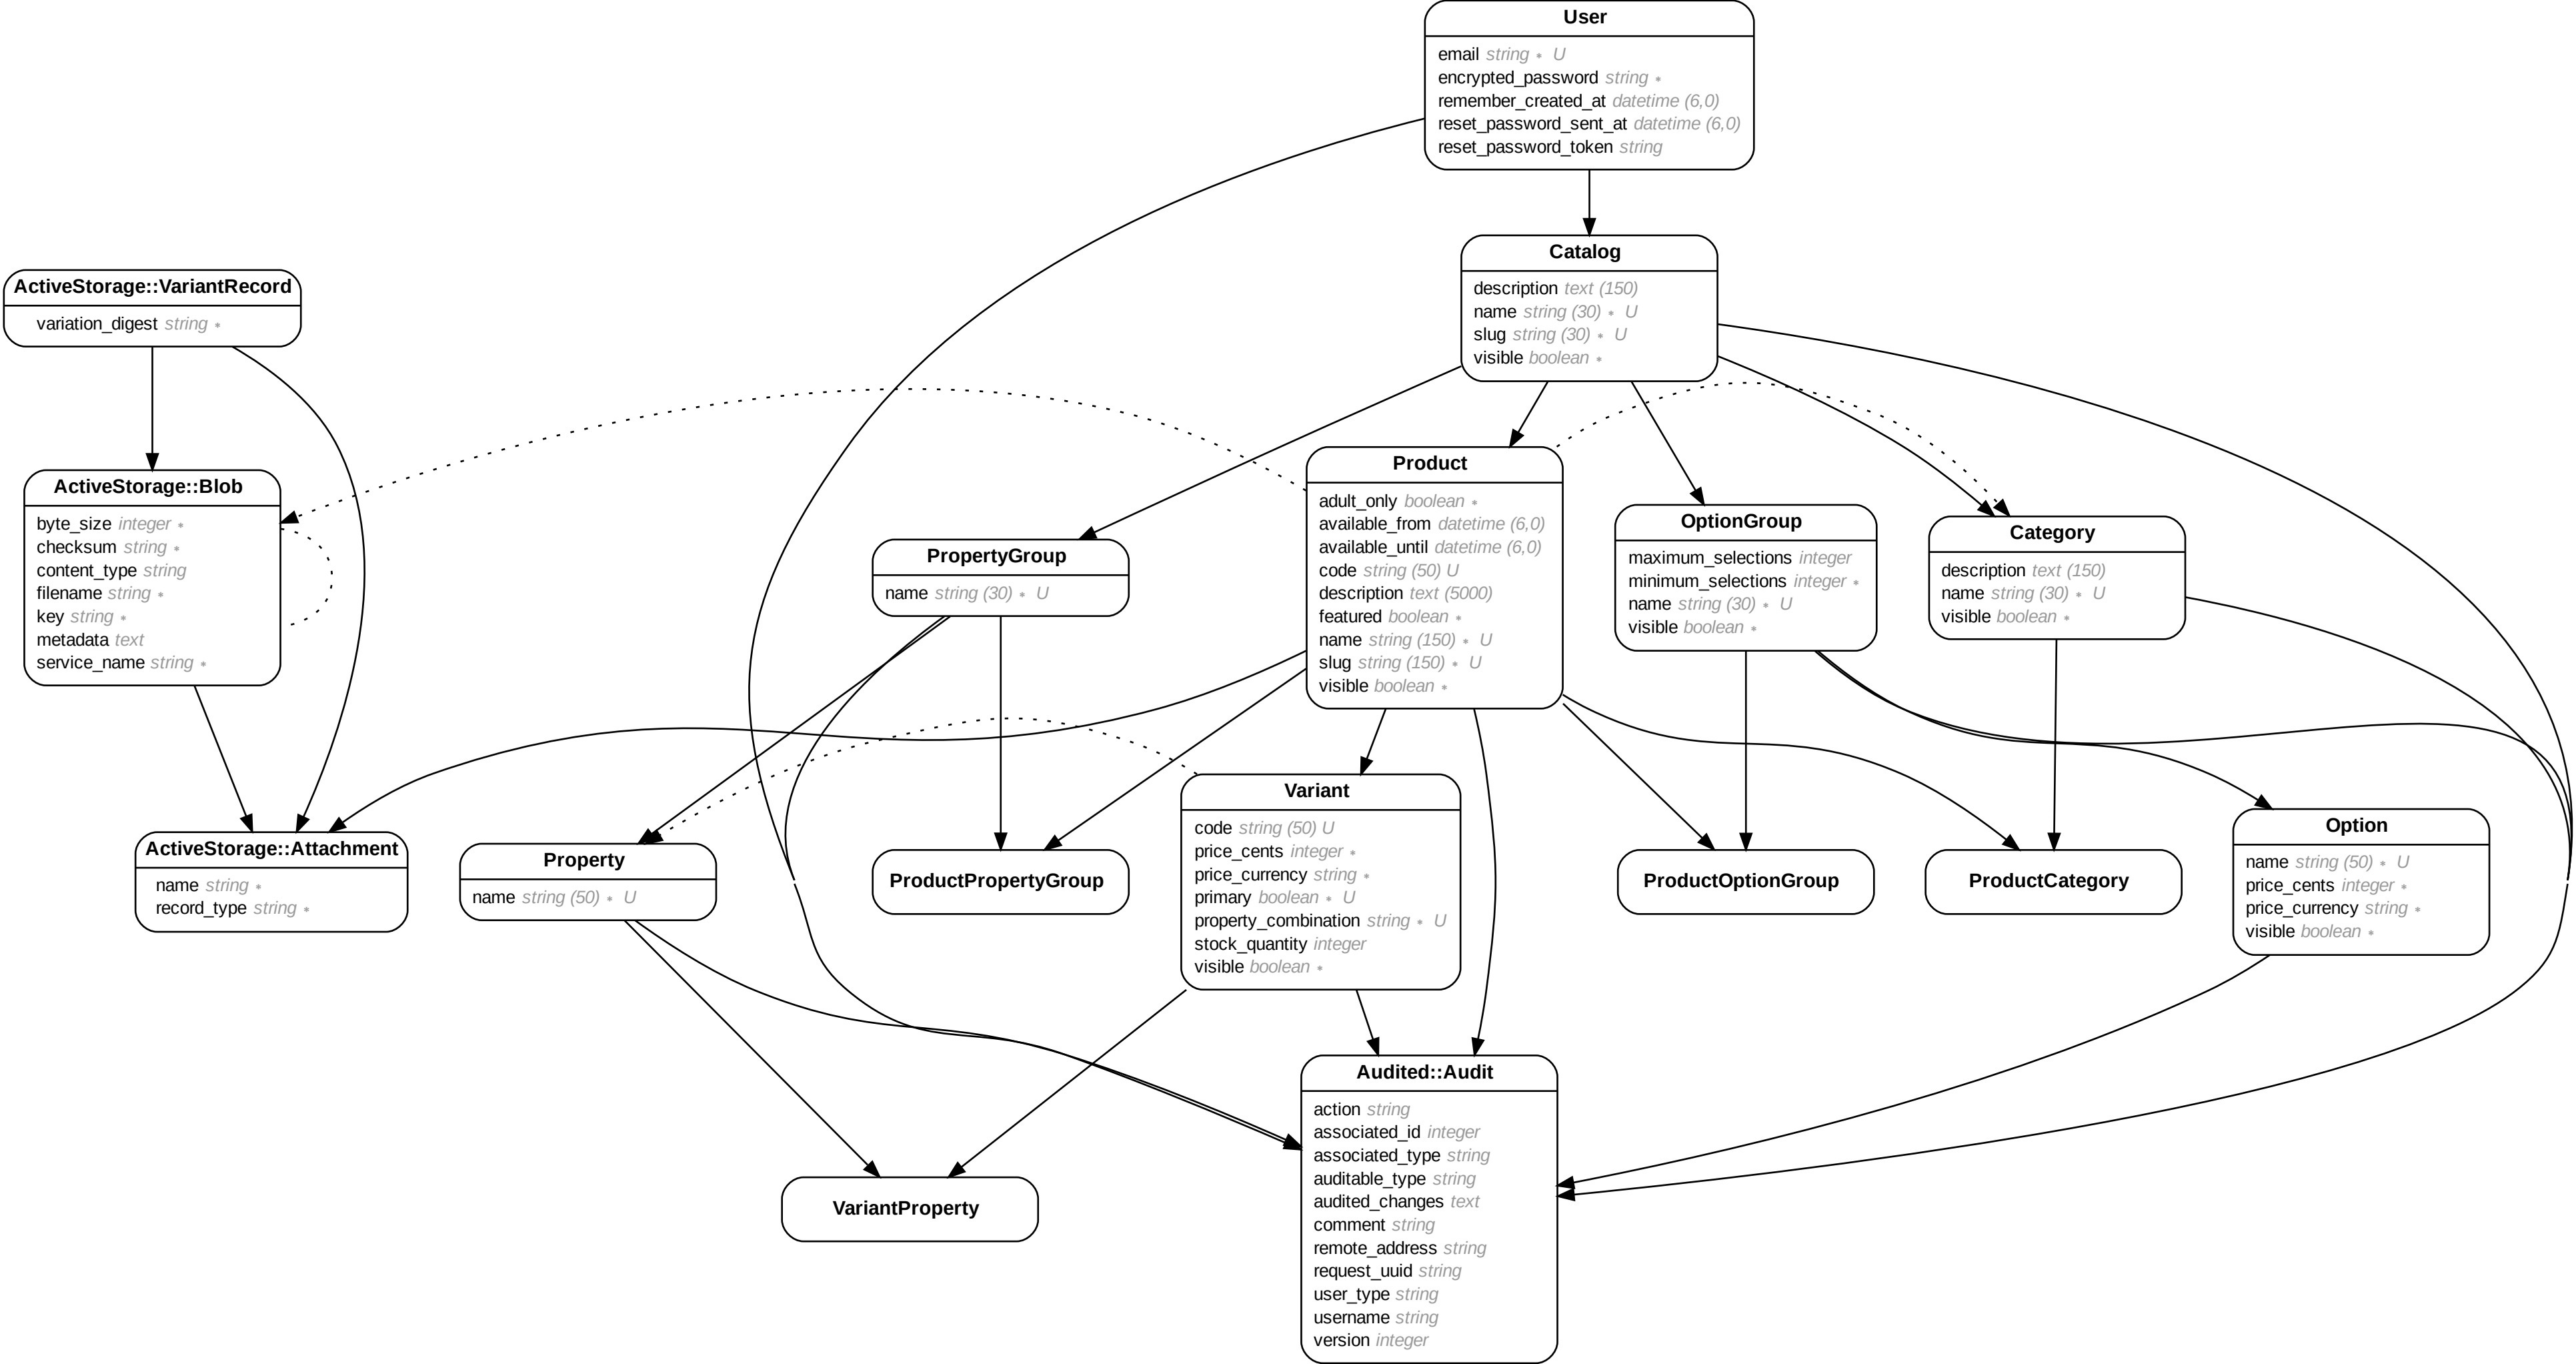 User
email string * U
encrypted_password string *
remember_created_at datetime (6,0)
reset_password_sent_at datetime (6,0)
reset_password_token string
Catalog
description text (150)
name string (30) * U
slug string (30) * U
visible boolean *
ActiveStorage::VariantRecord
variation_digest string *
ActiveStorage::Blob
byte_size integer *
checksum string *
content_type string
filename string *
key string *
metadata text
service_name string *
PropertyGroup
name string (30) * U
Product
adult_only boolean *
available_from datetime (6,0)
available_until datetime (6,0)
code string (50) U
description text (5000)
featured boolean *
name string (150) * U
slug string (150) * U
visible boolean *
OptionGroup
maximum_selections integer
minimum_selections integer *
name string (30) * U
visible boolean *
Category
description text (150)
name string (30) * U
visible boolean *
ActiveStorage::Attachment
name string *
record_type string *
Property
name string (50) * U
ProductPropertyGroup
Variant
code string (50) U
price_cents integer *
price_currency string *
primary boolean * U
property_combination string * U
stock_quantity integer
visible boolean *
ProductOptionGroup
ProductCategory
Option
name string (50) * U
price_cents integer *
price_currency string *
visible boolean *
VariantProperty
Audited::Audit
action string
associated_id integer
associated_type string
auditable_type string
audited_changes text
comment string
remote_address string
request_uuid string
user_type string
username string
version integer